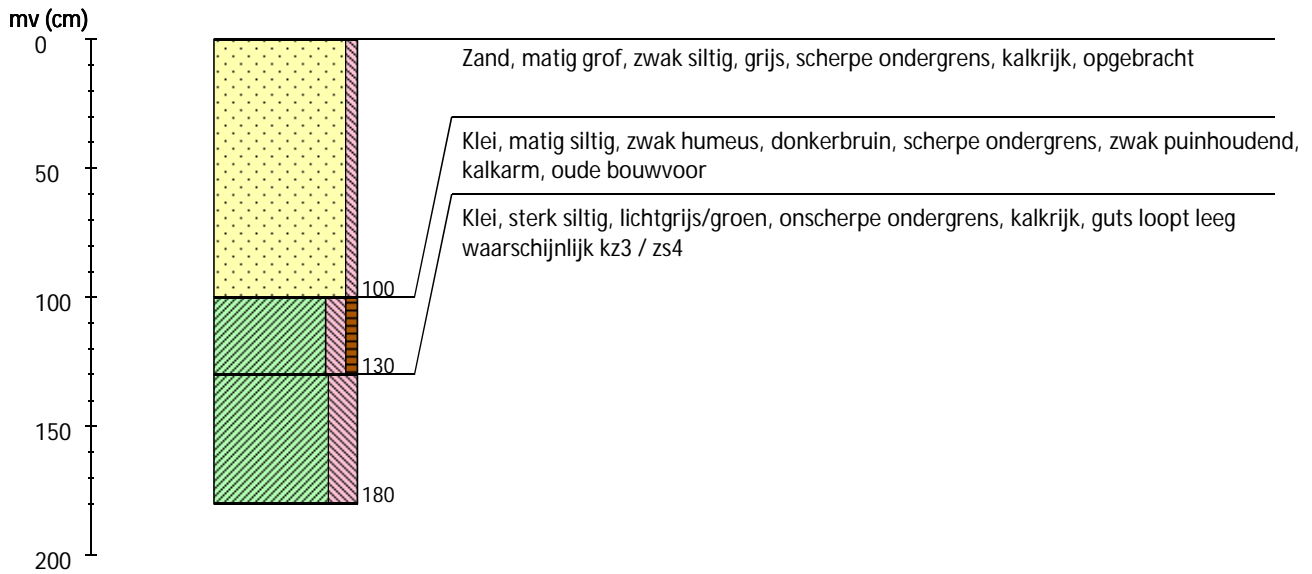 mv (cm)
0
Zand, matig grof, zwak siltig, grijs, scherpe ondergrens, kalkrijk, opgebracht
Klei, matig siltig, zwak humeus, donkerbruin, scherpe ondergrens, zwak puinhoudend,
kalkarm, oude bouwvoor
50
Klei, sterk siltig, lichtgrijs/groen, onscherpe ondergrens, kalkrijk, guts loopt leeg
waarschijnlijk kz3 / zs4
100
100
130
150
180
200